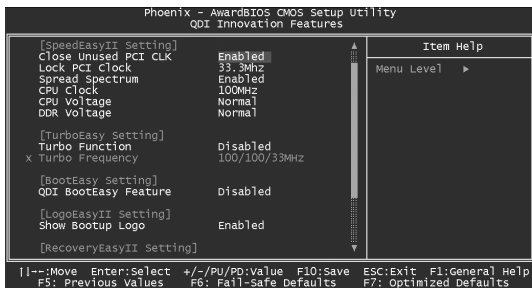 Phoenix - AwardBIOS CMOS Setup Utility
QDI Innovation Features
[SpeedEasyII Setting]
Close Unused PCI CLK Enabled
Lock PCI Clock 33.3Mhz
Spread Spectrum Enabled
CPU Clock 100MHz
CPU Voltage Normal
DDR Voltage Normal
[TurboEasy Setting]
Turbo Function Disabled
x Turbo Frequency 100/100/33MHz
[BootEasy Setting]
QDI BootEasy Feature Disabled
[LogoEasyII Setting]
Show Bootup Logo Enabled
[RecoveryEasyII Setting]
Item Help
Menu Level ▶
↑↓→←:Move Enter:Select +/-/PU/PD:Value F10:Save ESC:Exit F1:General Help
F5: Previous Values F6: Fail-Safe Defaults F7: Optimized Defaults